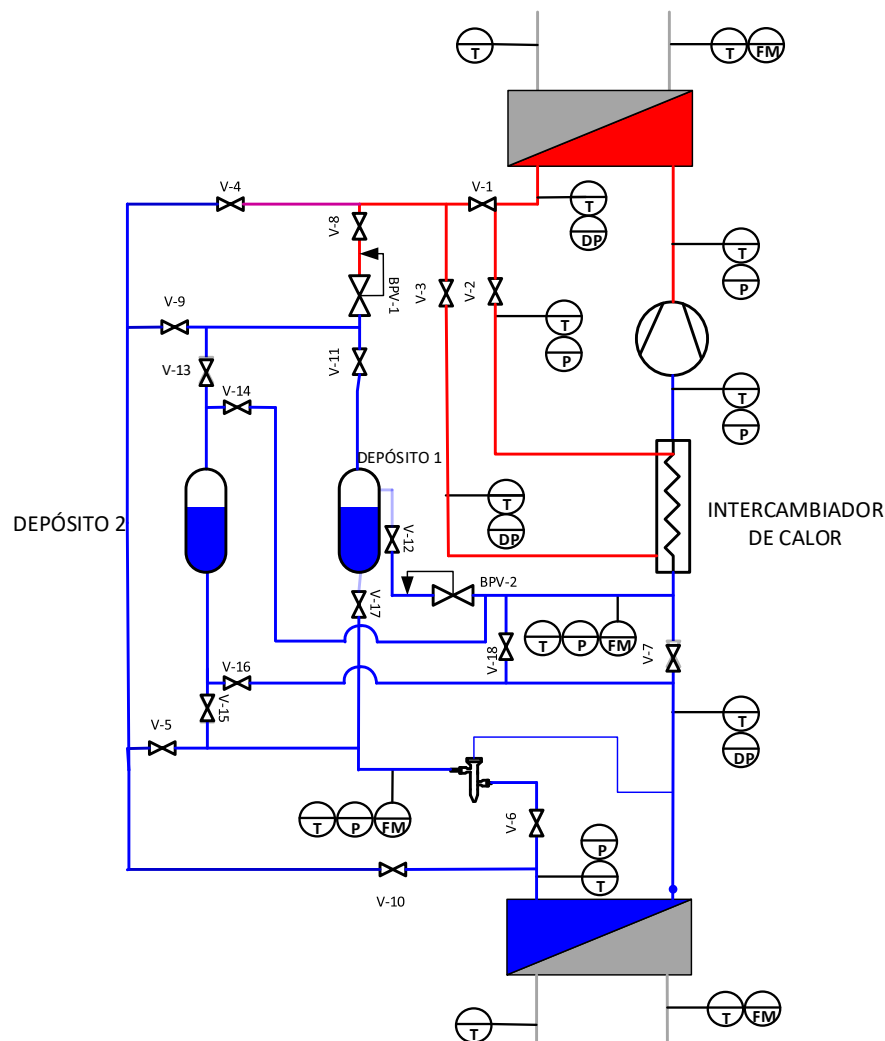 T
T FM
V-4
V-1
T
DP
V-8
T
P
V-9
BPV-1
V-3
V-2
T
P
V-13
V-11
V-14
T
P
DEPÓSITO 1
DEPÓSITO 2
T
DP
INTERCAMBIADOR
DE CALOR
V-12
BPV-2
V-17
T P FM
V-18
V-7
V-16
V-15
T
DP
V-5
T P FM
V-6
P
T
V-10
T
T FM